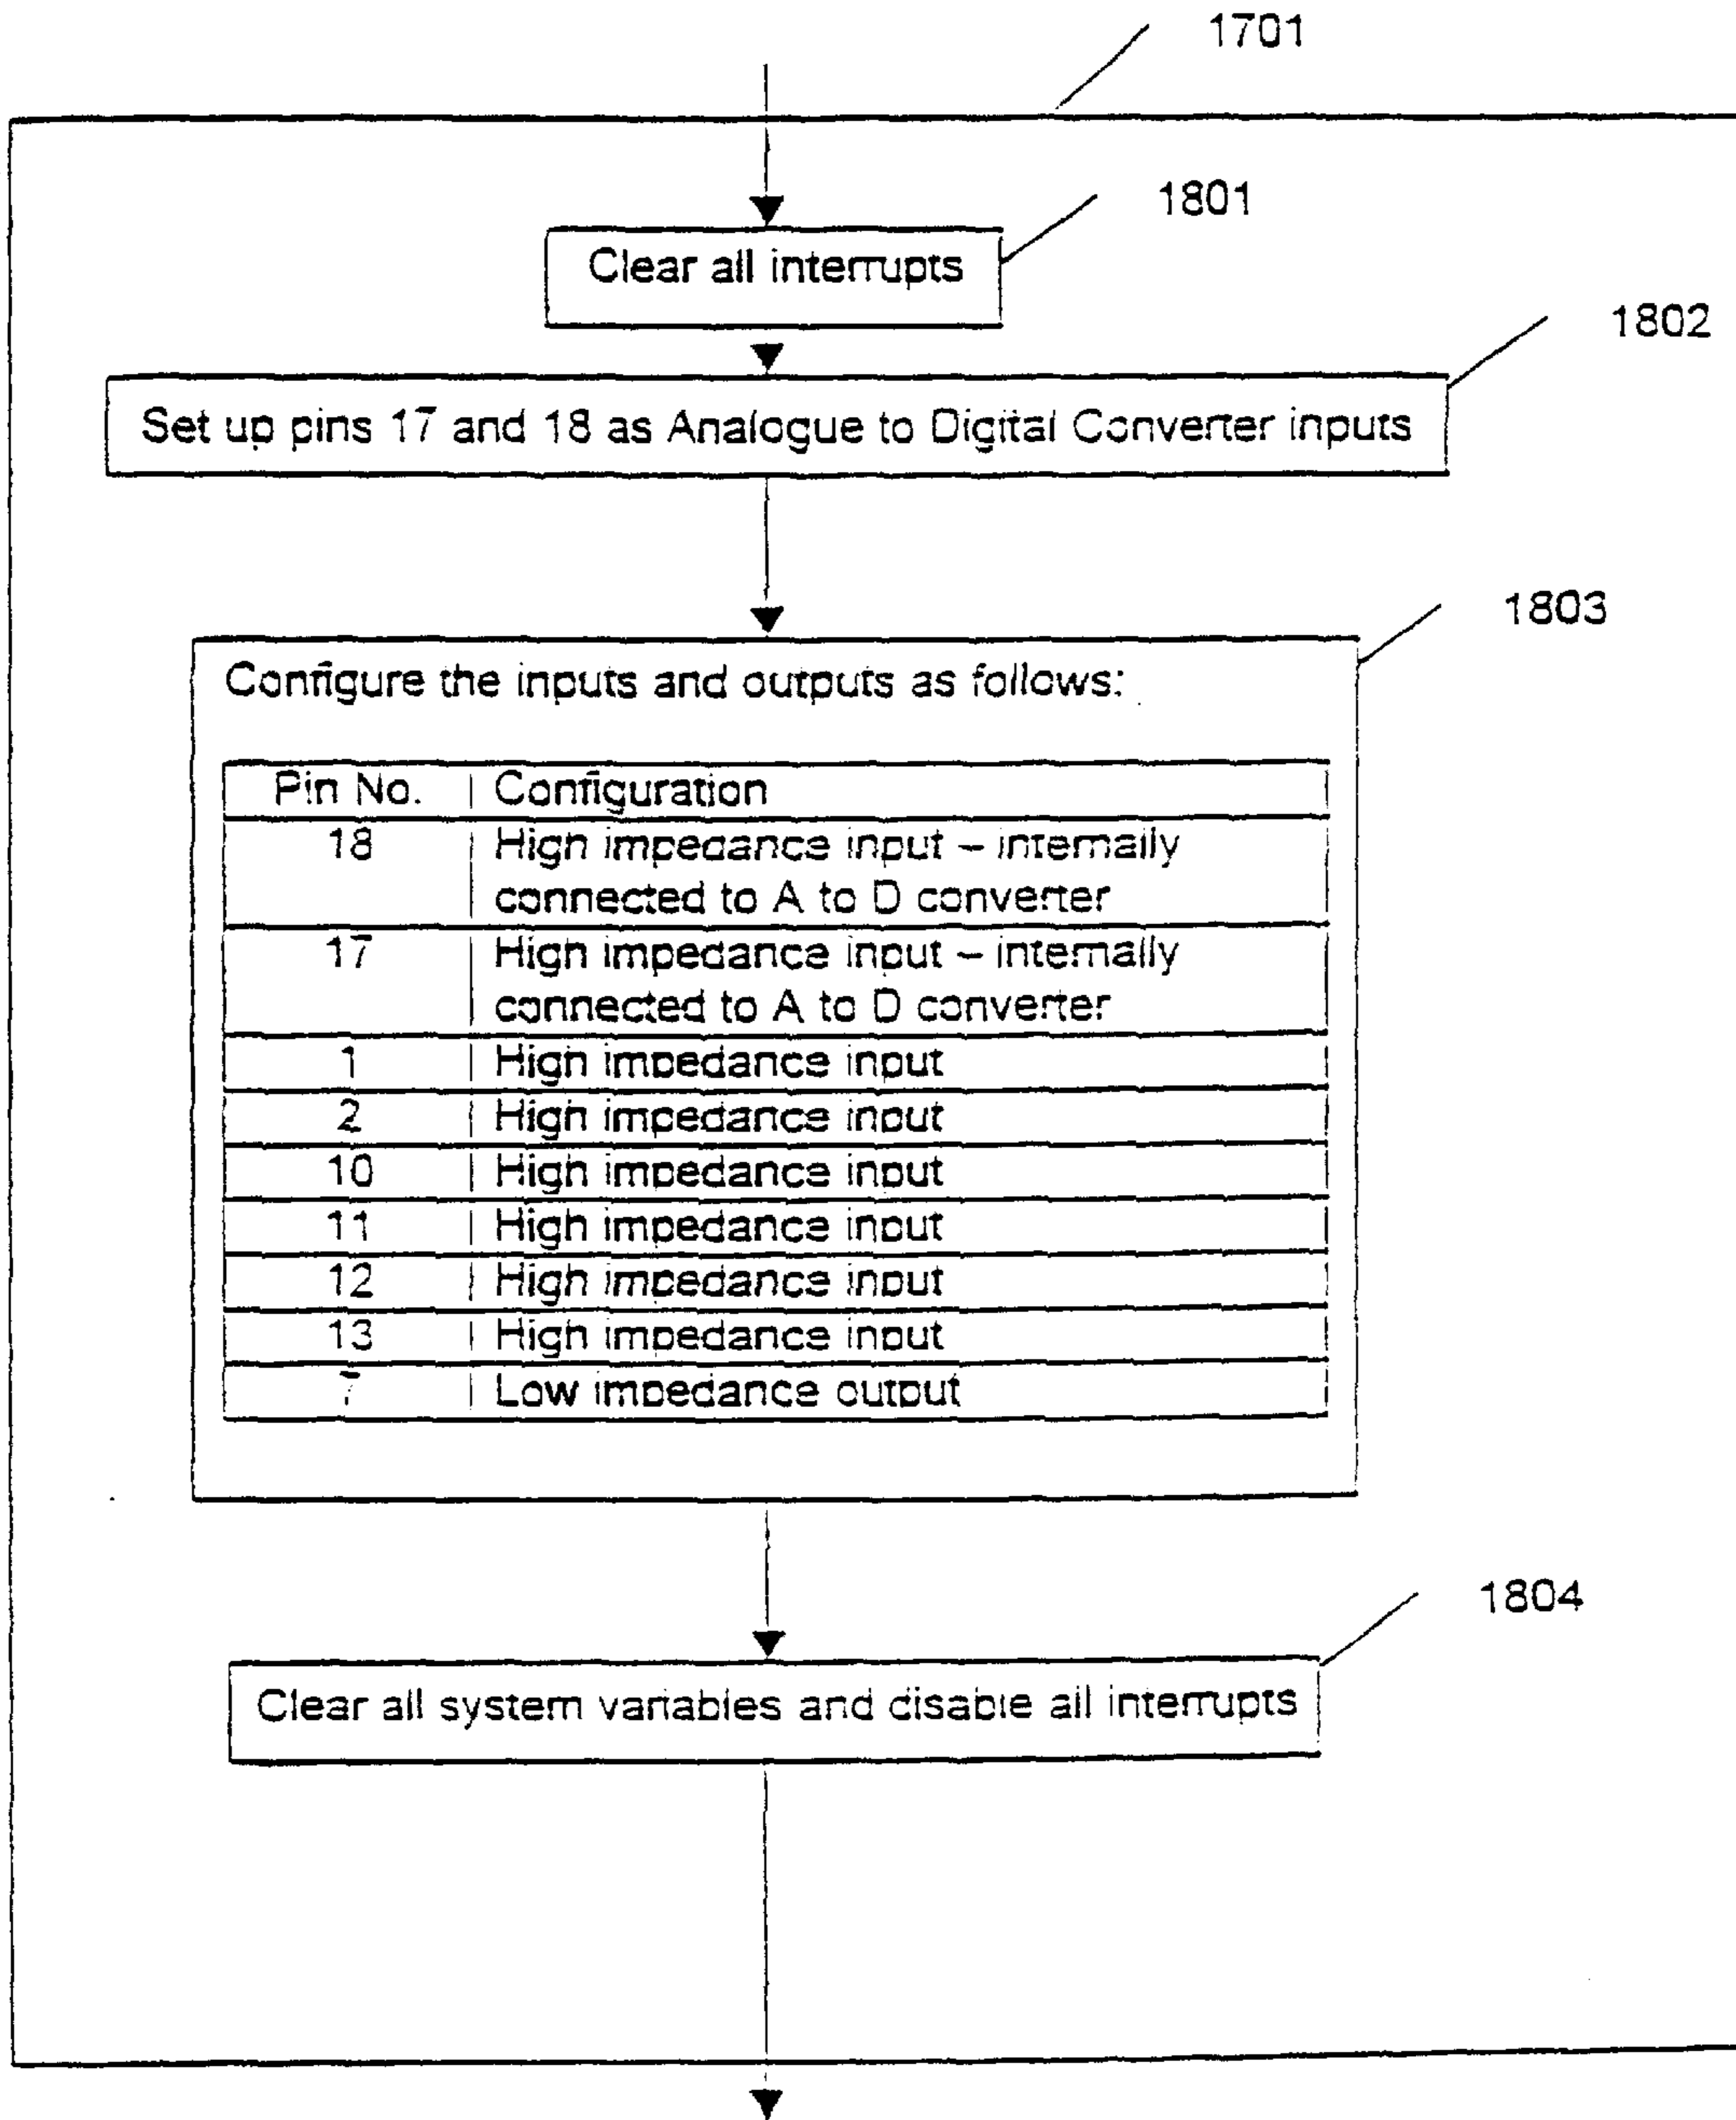 1701
1801
Clear all interrupts
1802
Set up pins 17 and 18 as Analogue to Digital Converter inputs
1803
Configure the inputs and outputs as follows:
Pin No. Configuration
18 High impedance input – internally
connected to A to D converter
17 High impedance input – internally
connected to A to D converter
1 High impedance input
2 High impedance input
10 High impedance input
11 High impedance input
12 High impedance input
13 High impedance input
7 Low impedance output
1804
Clear all system variables and disable all interrupts